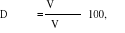 V
D = ── 100,
V